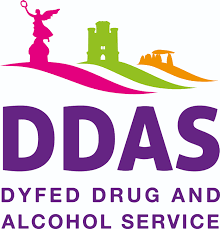 DDAS
DYFED DRUG AND
ALCOHOL SERVICE